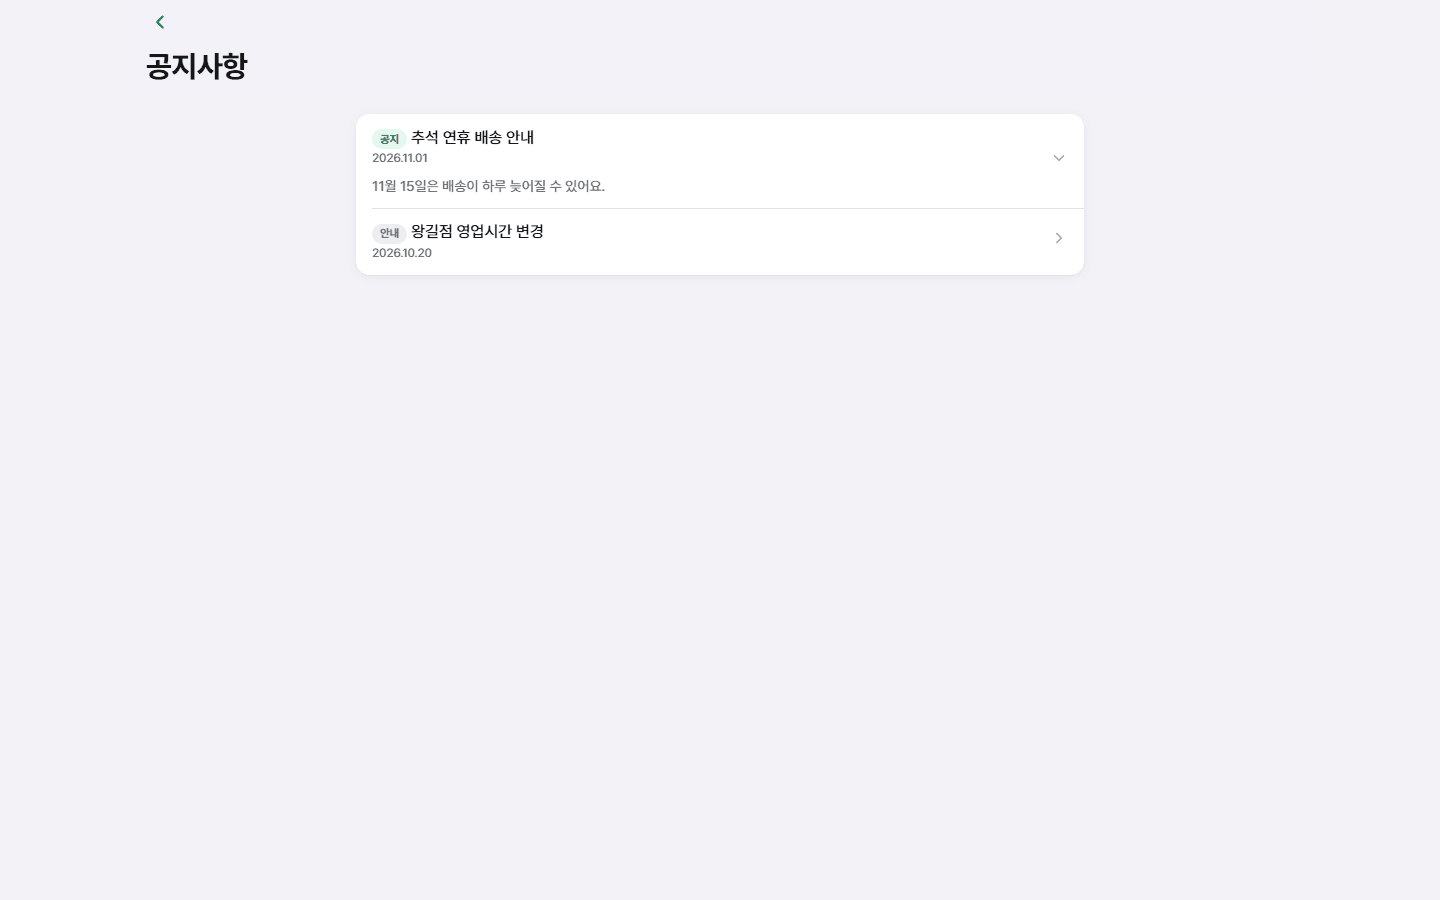 공지사항
공지 추석 연휴 배송 안내
2026.11.01
11월 15일은 배송이 하루 늦어질 수 있어요.
안내 왕길점 영업시간 변경
2026.10.20